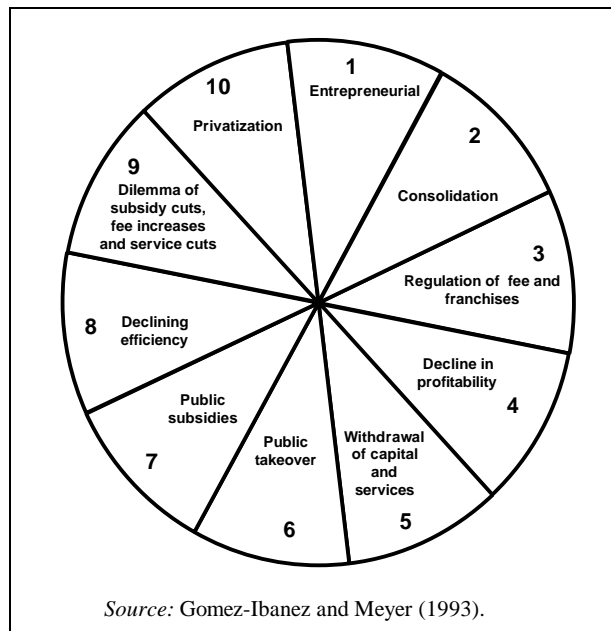 1
Entrepreneurial
2
Consolidation
3
Regulation of fee and
franchises
Decline in
profitability
4
Withdrawal
of capital
and
services
5
Public
takeover
6
Public
subsidies
7
8
Declining
efficiency
9
Dilemma of
subsidy cuts,
fee increases
and service cuts
10
Privatization
Source: Gomez-Ibanez and Meyer (1993).